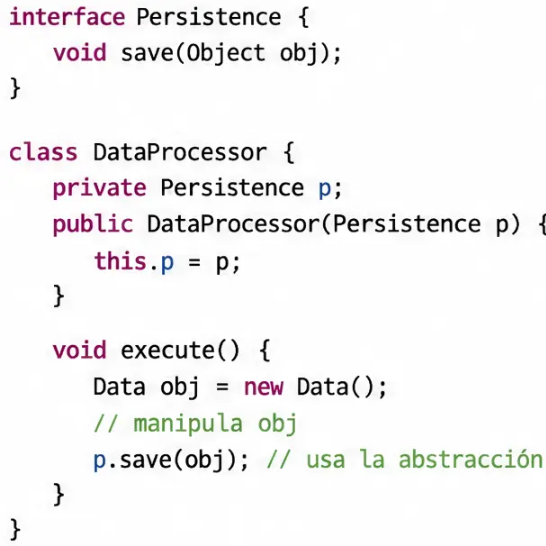 interface Persistence {
    void save(Object obj);
}

class DataProcessor {
    private Persistence p;
    public DataProcessor(Persistence p) {
        this.p = p;
    }

    void execute() {
        Data obj = new Data();
        // manipula obj
        p.save(obj); // usa la abstracción
    }
}